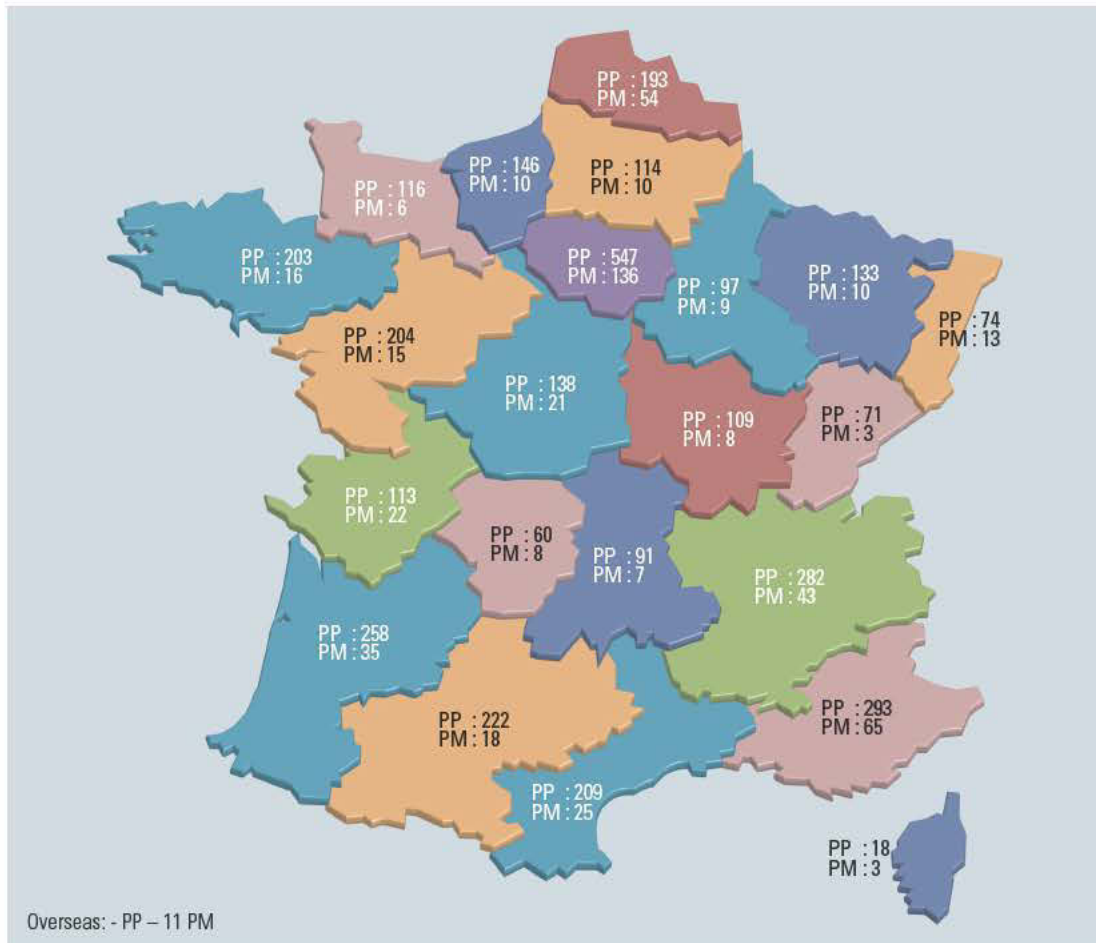 PP : 193
PM : 54
PP : 146
PM : 10
PP : 114
PM : 10
PP : 116
PM : 6
PP : 203
PM : 16
PP : 547
PM : 136
PP : 97
PM : 9
PP : 133
PM : 10
PP : 74
PM : 13
PP : 204
PM : 15
PP : 138
PM : 21
PP : 109
PM : 8
PP : 71
PM : 3
PP : 113
PM : 22
PP : 60
PM : 8
PP : 91
PM : 7
PP : 282
PM : 43
PP : 258
PM : 35
PP : 222
PM : 18
PP : 293
PM : 65
PP : 209
PM : 25
PP : 18
PM : 3
Overseas: - PP – 11 PM